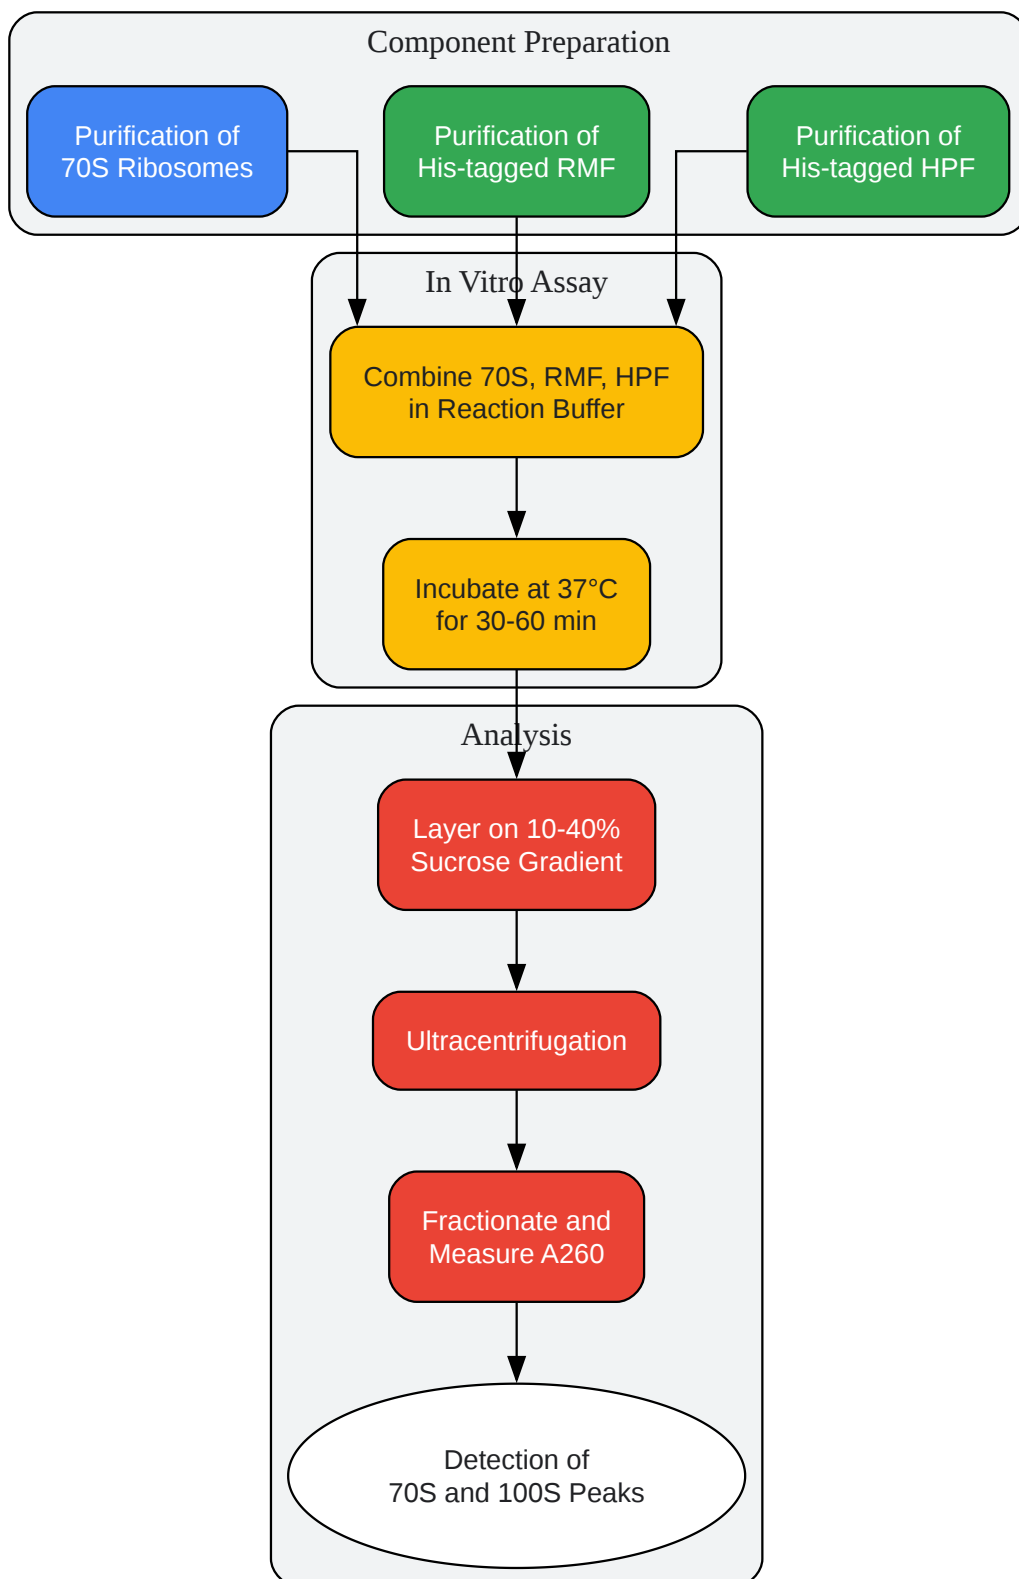 Component Preparation
Purification of
70S Ribosomes
Purification of
His-tagged RMF
Purification of
His-tagged HPF
In Vitro Assay
Combine 70S, RMF, HPF
in Reaction Buffer
Incubate at 37°C
for 30-60 min
Analysis
Layer on 10-40%
Sucrose Gradient
Ultracentrifugation
Fractionate and
Measure A260
Detection of
70S and 100S Peaks